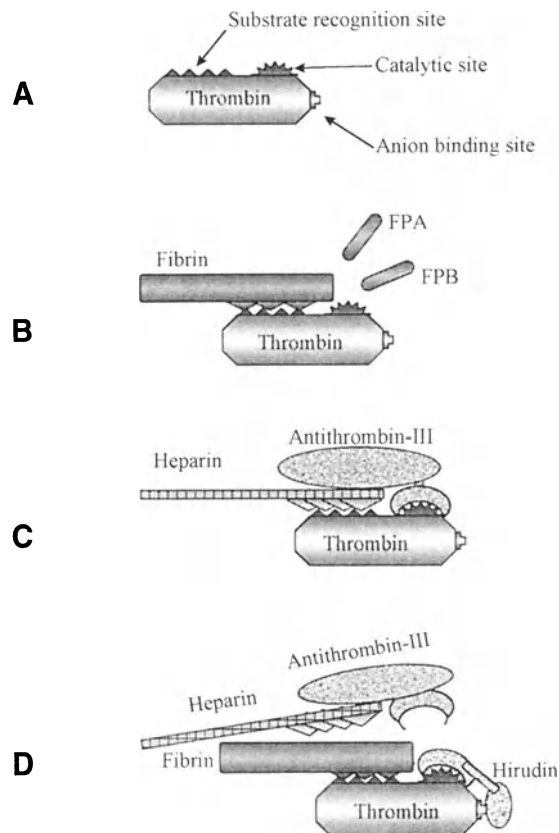 Substrate recognition site
Catalytic site
A
Thrombin
Anion binding site
FPA
Fibrin
FPB
B
Thrombin
Antithrombin-III
Heparin
C
Thrombin
Antithrombin-III
Heparin
Fibrin
D
Hirudin
Thrombin